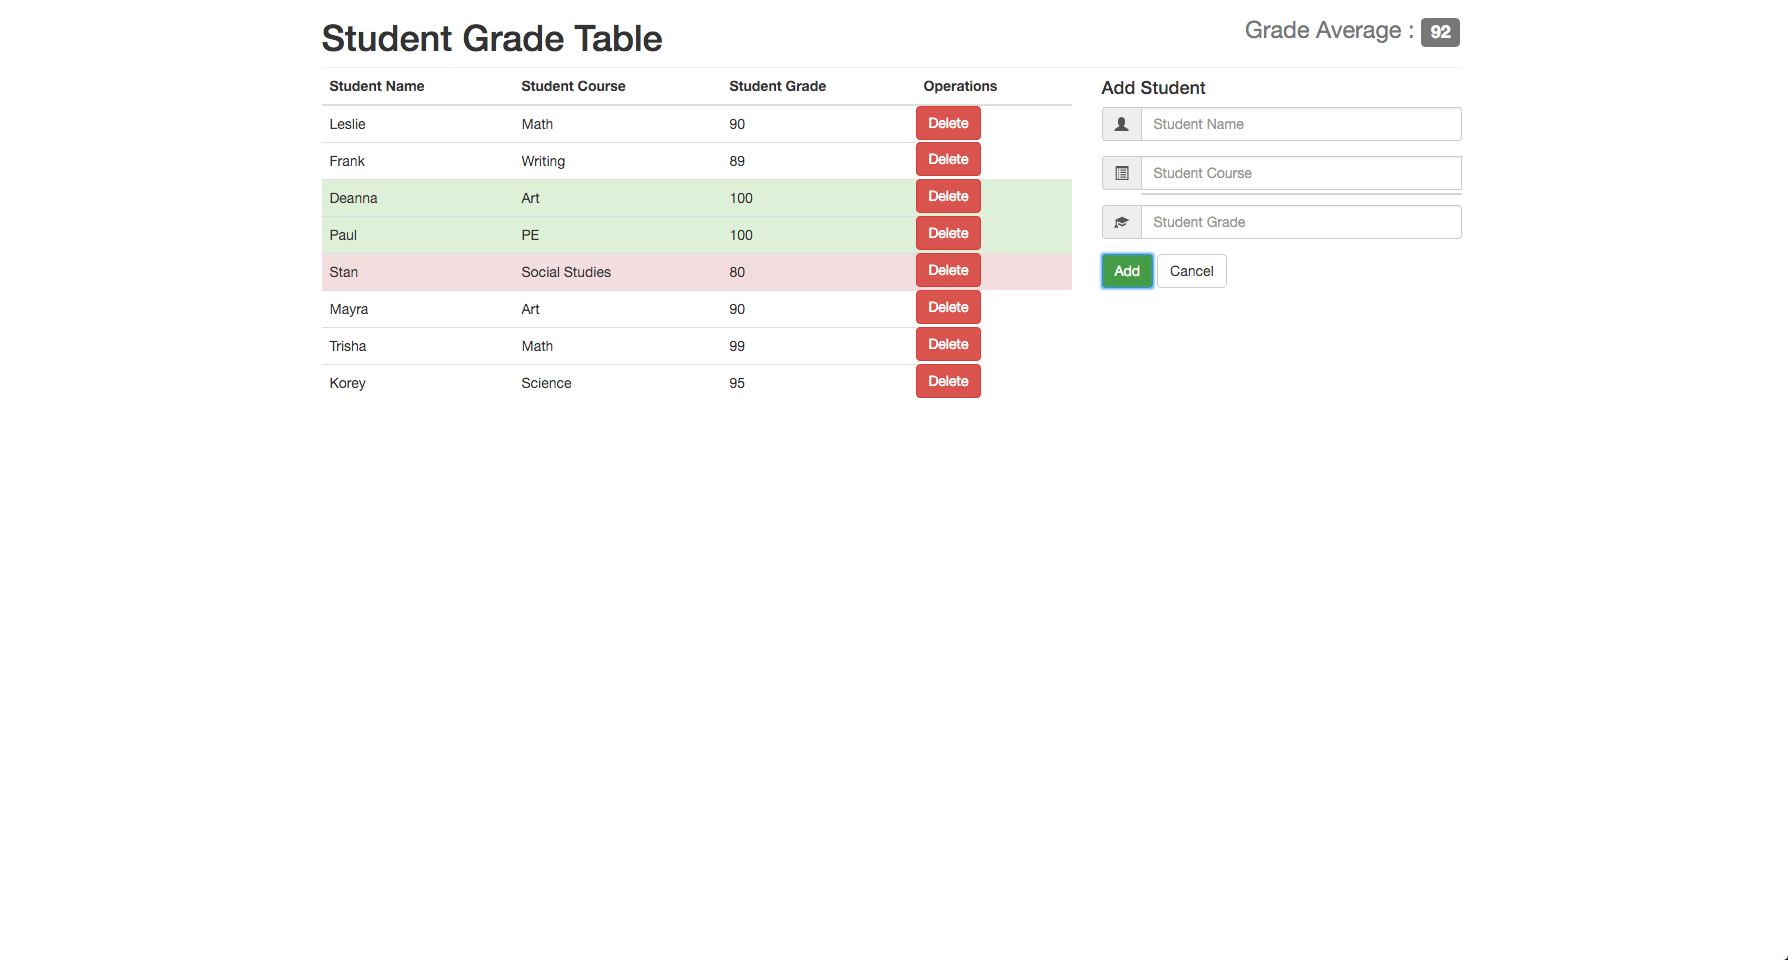 Student Grade Table
Grade Average : 92
Student Name Student Course Student Grade Operations
Leslie Math 90 Delete
Frank Writing 89 Delete
Deanna Art 100 Delete
Paul PE 100 Delete
Stan Social Studies 80 Delete
Mayra Art 90 Delete
Trisha Math 99 Delete
Korey Science 95 Delete
Add Student
Student Name
Student Course
Student Grade
Add Cancel